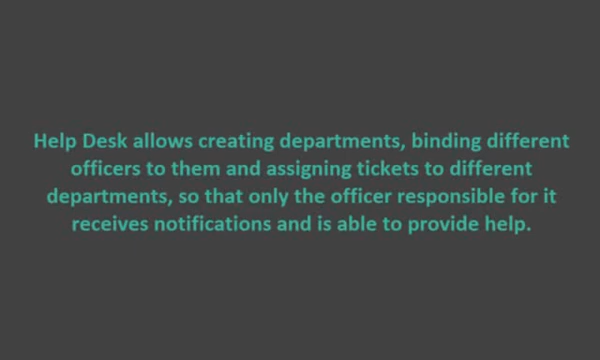 Help Desk allows creating departments, binding different
officers to them and assigning tickets to different
departments, so that only the officer responsible for it
receives notifications and is able to provide help.